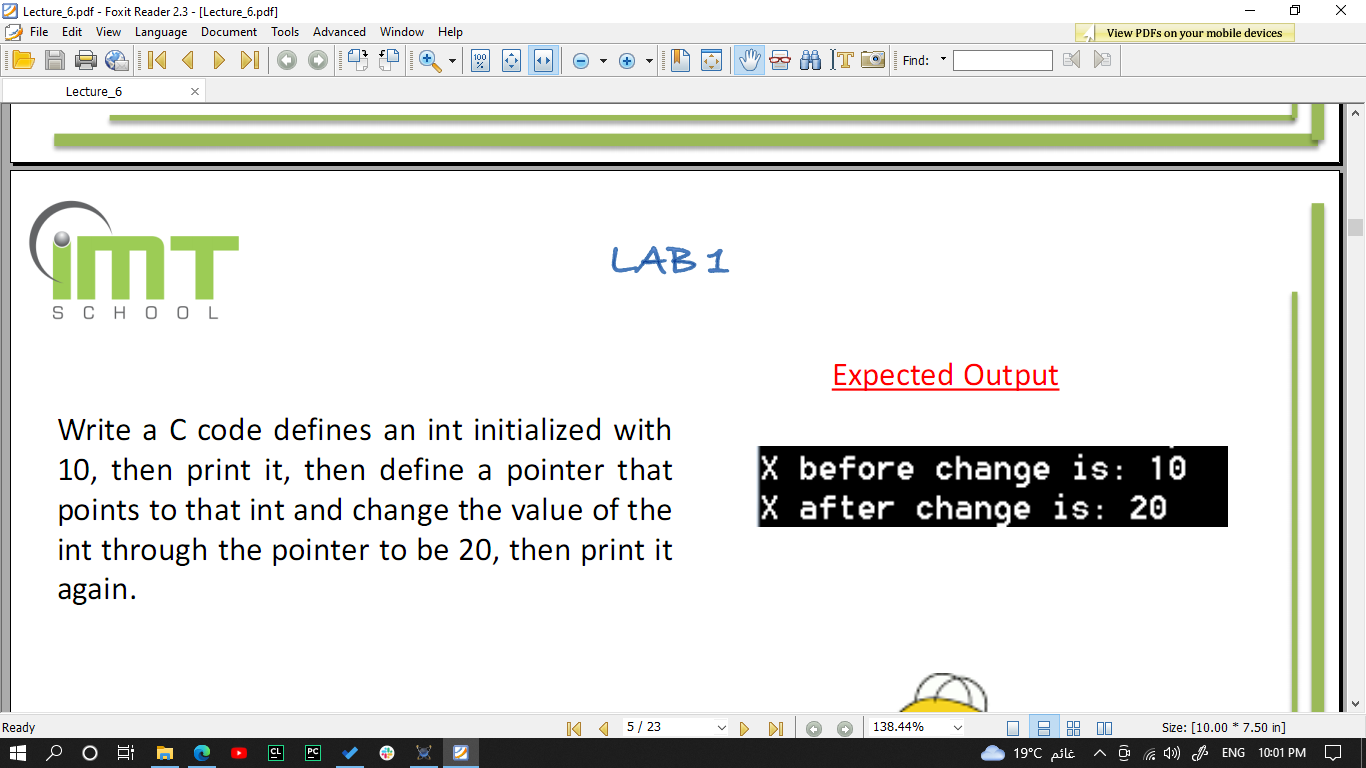 Lecture_6.pdf - Foxit Reader 2.3 - [Lecture_6.pdf]
File Edit View Language Document Tools Advanced Window Help
View PDFs on your mobile devices
100 %
Find:
Lecture_6
iMT
SCHOOL
LAB 1
Expected Output
Write a C code defines an int initialized with
10, then print it, then define a pointer that
points to that int and change the value of the
int through the pointer to be 20, then print it
again.
X before change is: 10
X after change is: 20
Ready
5 / 23
138.44%
Size: [10.00 * 7.50 in]
CL
PC
19°C غائم
ENG
10:01 PM